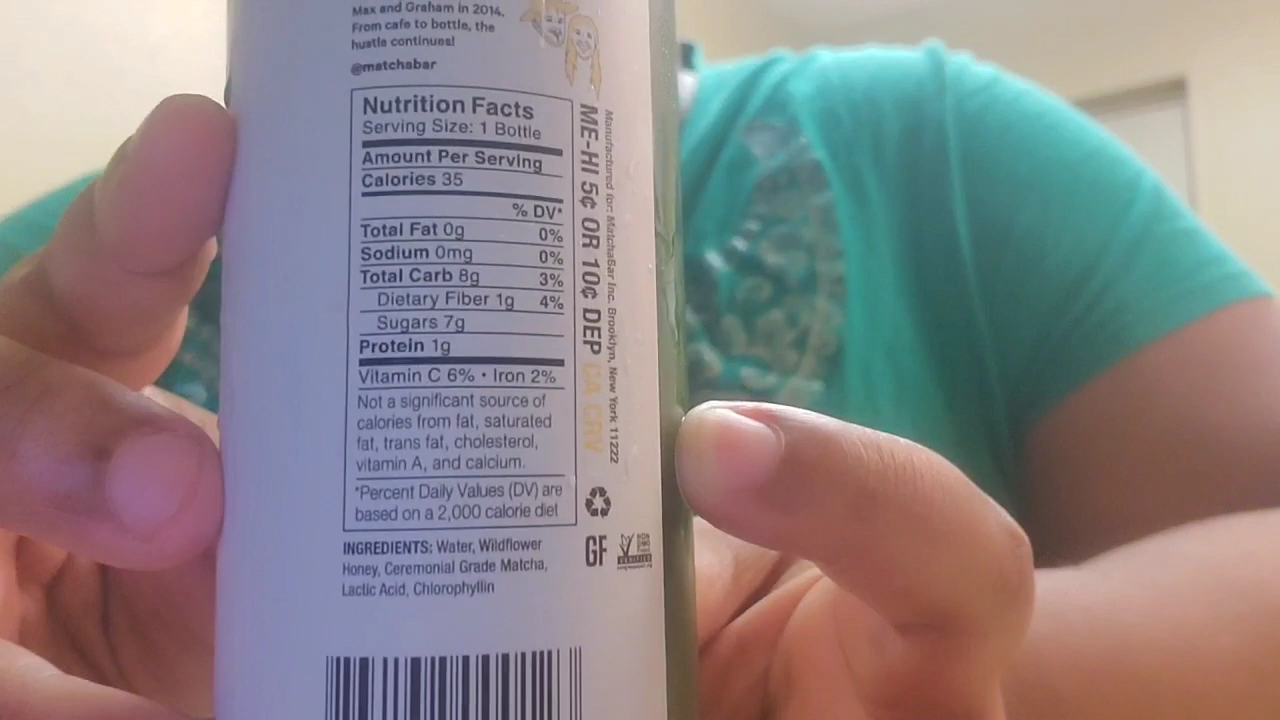 Max and Graham in 2014.
From cafe to bottle, the
hustle continues!
@matchabar
Nutrition Facts
Serving Size: 1 Bottle
Amount Per Serving
Calories 35
% DV*
Total Fat 0g 0%
Sodium 0mg 0%
Total Carb 8g 3%
Dietary Fiber 1g 4%
Sugars 7g
Protein 1g
Vitamin C 6% • Iron 2%
Not a significant source of
calories from fat, saturated
fat, trans fat, cholesterol,
vitamin A, and calcium.
*Percent Daily Values (DV) are
based on a 2,000 calorie diet
INGREDIENTS: Water, Wildflower
Honey, Ceremonial Grade Matcha,
Lactic Acid, Chlorophyllin
ME-HI 5¢ OR 10¢ DEP CA CRV
Manufactured for: MatchaBar Inc. Brooklyn, New York 11222
GF
NON
GMO
Project
VERIFIED